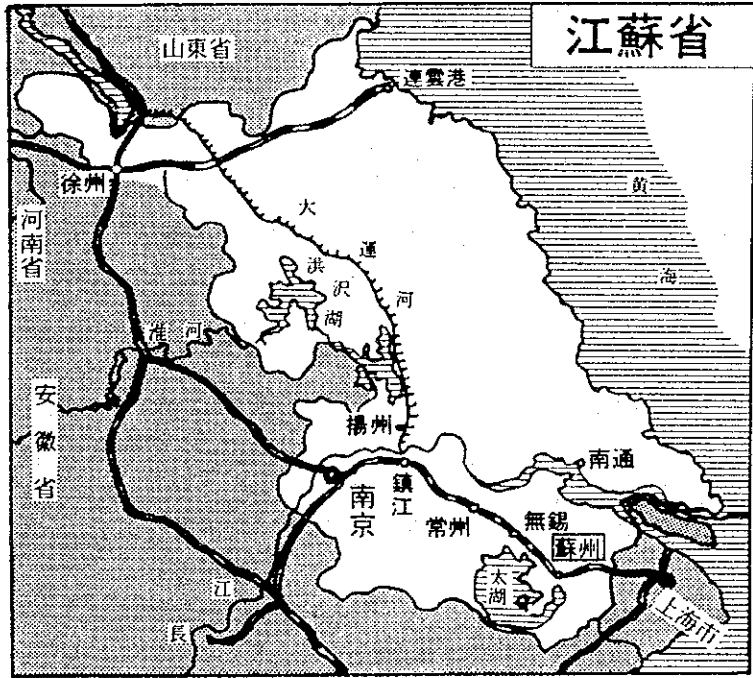 江蘇省
山東省
連雲港
徐州
黄海
河南省
大運河
洪沢湖
淮河
安徽省
揚州
南通
鎮江
南京
常州
無錫
蘇州
太湖
上海市
長江